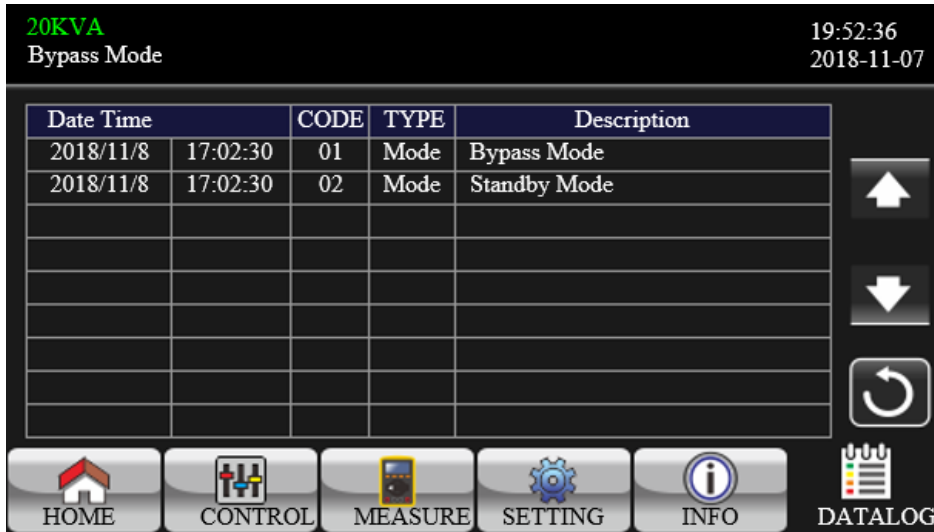 20KVA
19:52:36
Bypass Mode
2018-11-07
Date Time CODE TYPE Description
2018/11/8 17:02:30 01 Mode Bypass Mode
2018/11/8 17:02:30 02 Mode Standby Mode
HOME CONTROL MEASURE SETTING INFO DATALOG